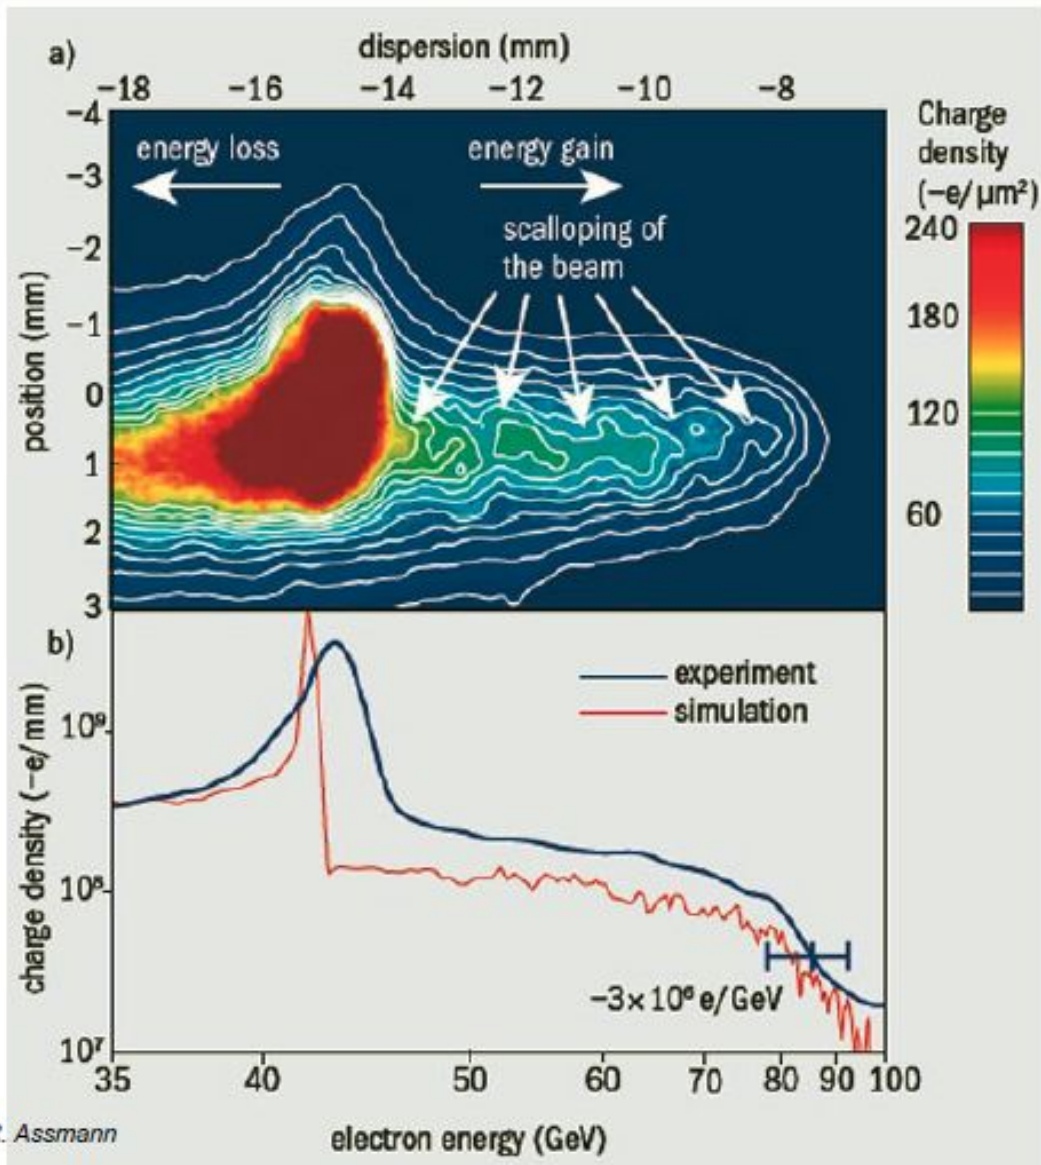 a)
dispersion (mm)
−18 −16 −14 −12 −10 −8
−4
−3
−2
−1
0
1
2
3
position (mm)
energy loss
energy gain
scalloping of
the beam
Charge
density
(−e/μm²)
240
180
120
60
b)
experiment
simulation
charge density (−e/mm)
10⁹
10⁸
10⁷
−3×10⁶ e/GeV
35 40 50 60 70 80 90 100
electron energy (GeV)
Assmann